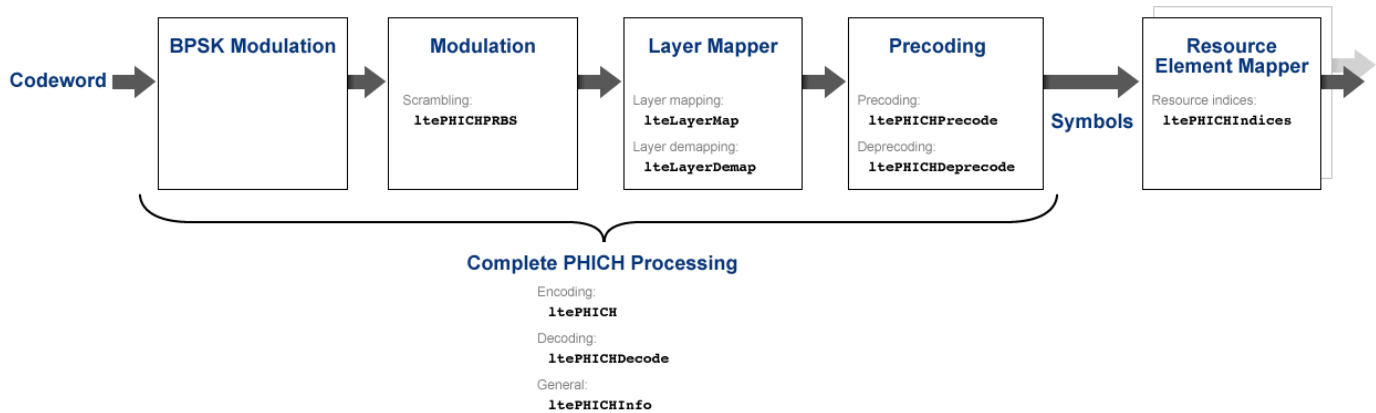 BPSK Modulation
Modulation
Layer Mapper
Precoding
Resource
Element Mapper
Codeword
Scrambling:
ltePHICHPRBS
Layer mapping:
lteLayerMap
Layer demapping:
lteLayerDemap
Precoding:
ltePHICHPrecode
Deprecoding:
ltePHICHDeprecode
Symbols
Resource indices:
ltePHICHIndices
Complete PHICH Processing
Encoding:
ltePHICH
Decoding:
ltePHICHDecode
General:
ltePHICHInfo